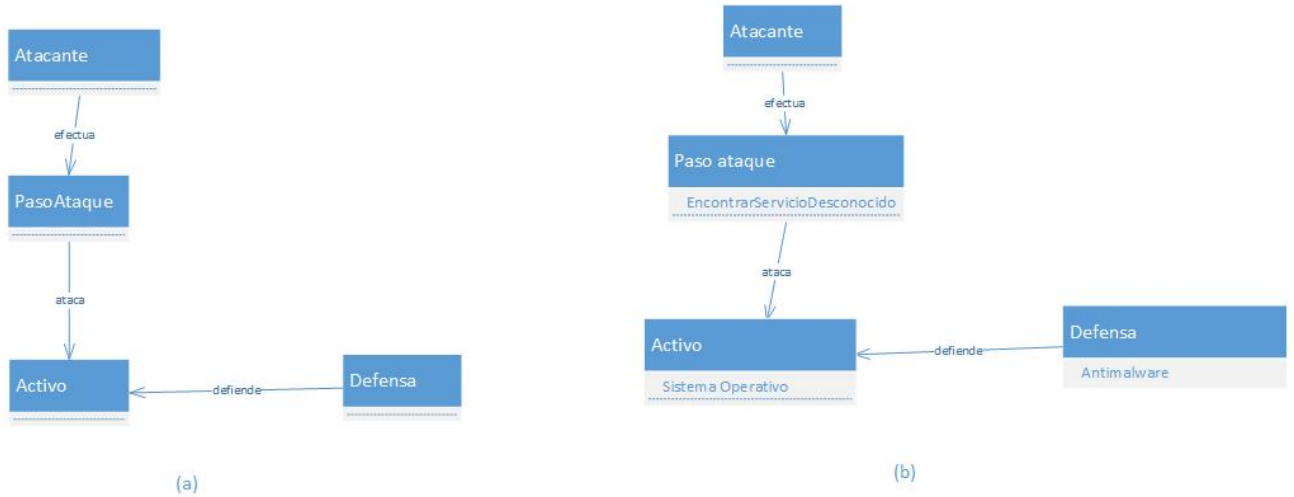 Atacante
efectua
PasoAtaque
ataca
Activo
defiende
Defensa
(a)
Atacante
efectua
Paso ataque
EncontrarServicioDesconocido
ataca
Activo
Sistema Operativo
defiende
Defensa
Antimalware
(b)